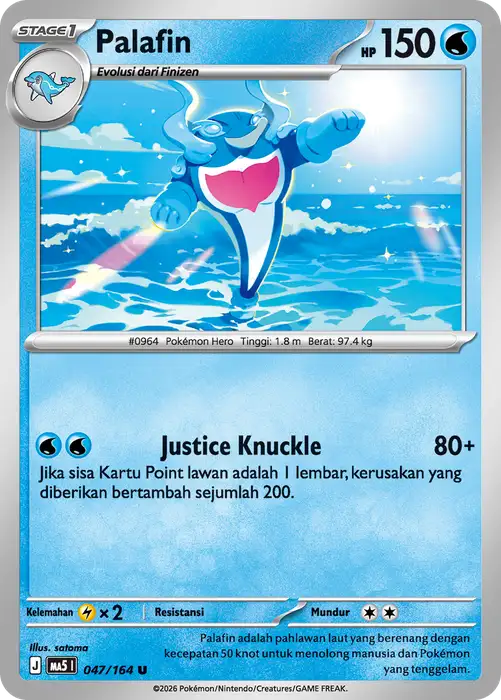 STAGE1
Palafin
HP 150
Evolusi dari Finizen
#0964 Pokémon Hero Tinggi: 1.8 m Berat: 97.4 kg
Justice Knuckle 80+
Jika sisa Kartu Point lawan adalah 1 lembar, kerusakan yang
diberikan bertambah sejumlah 200.
Kelemahan ×2 Resistansi Mundur
Illus. satoma
Palafin adalah pahlawan laut yang berenang dengan
kecepatan 50 knot untuk menolong manusia dan Pokémon
yang tenggelam.
J MA5 I 047/164 U
©2026 Pokémon/Nintendo/Creatures/GAME FREAK.